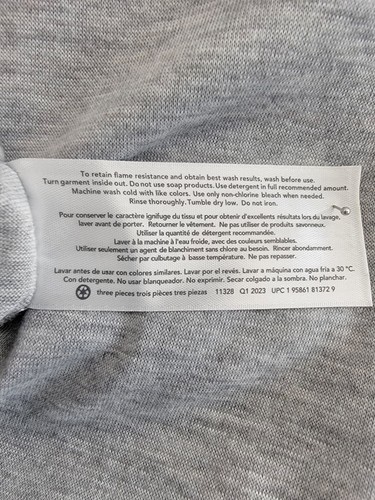 To retain flame resistance and obtain best wash results, wash before use.
Turn garment inside out. Do not use soap products. Use detergent in full recommended amount.
Machine wash cold with like colors. Use only non-chlorine bleach when needed.
Rinse thoroughly. Tumble dry low. Do not iron.
Pour conserver le caractère ignifuge du tissu et pour obtenir d'excellents résultats lors du lavage,
laver avant de porter. Retourner le vêtement. Ne pas utiliser de produits savonneux.
Utiliser la quantité de détergent recommandée.
Laver à la machine à l'eau froide, avec des couleurs semblables.
Utiliser seulement un agent de blanchiment sans chlore au besoin. Rincer abondamment.
Sécher par culbutage à basse température. Ne pas repasser.
Lavar antes de usar con colores similares. Lavar por el revés. Lavar a máquina con agua fría a 30 °C.
Con detergente. No usar blanqueador. No exprimir. Secar colgado a la sombra. No planchar.
three pieces trois pièces tres piezas 11328 Q1 2023 UPC 1 95861 81372 9